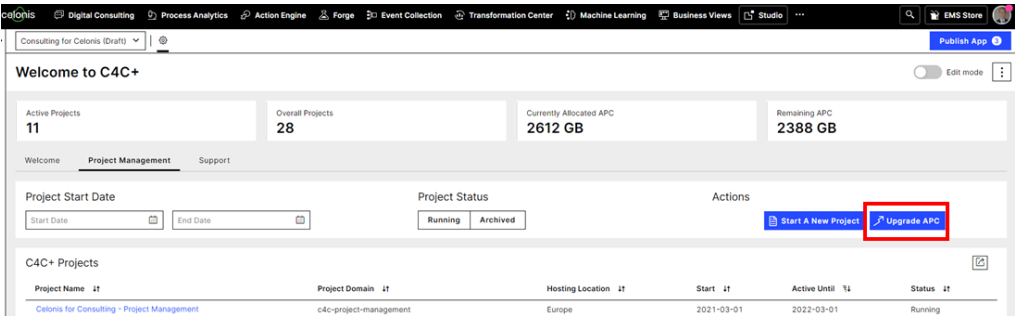 celonis Digital Consulting Process Analytics Action Engine Forge Event Collection Transformation Center Machine Learning Business Views Studio ... EMS Store
Consulting for Celonis (Draft) Publish App 3
Welcome to C4C+ Edit mode
Active Projects Overall Projects Currently Allocated APC Remaining APC
11 28 2612 GB 2388 GB
Welcome Project Management Support
Project Start Date Project Status Actions
Start Date End Date Running Archived Start A New Project Upgrade APC
C4C+ Projects
Project Name Project Domain Hosting Location Start Active Until Status
Celonis for Consulting - Project Management c4c-project-management Europe 2021-03-01 2022-03-01 Running